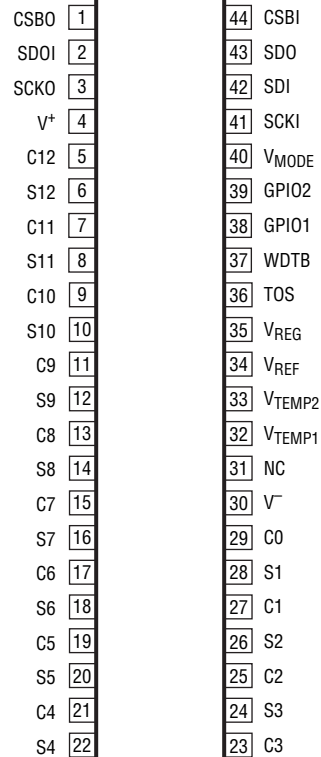 CSBO 1 44 CSBI
SDOI 2 43 SDO
SCKO 3 42 SDI
V+ 4 41 SCKI
C12 5 40 VMODE
S12 6 39 GPIO2
C11 7 38 GPIO1
S11 8 37 WDTB
C10 9 36 TOS
S10 10 35 VREG
C9 11 34 VREF
S9 12 33 VTEMP2
C8 13 32 VTEMP1
S8 14 31 NC
C7 15 30 V–
S7 16 29 C0
C6 17 28 S1
S6 18 27 C1
C5 19 26 S2
S5 20 25 C2
C4 21 24 S3
S4 22 23 C3